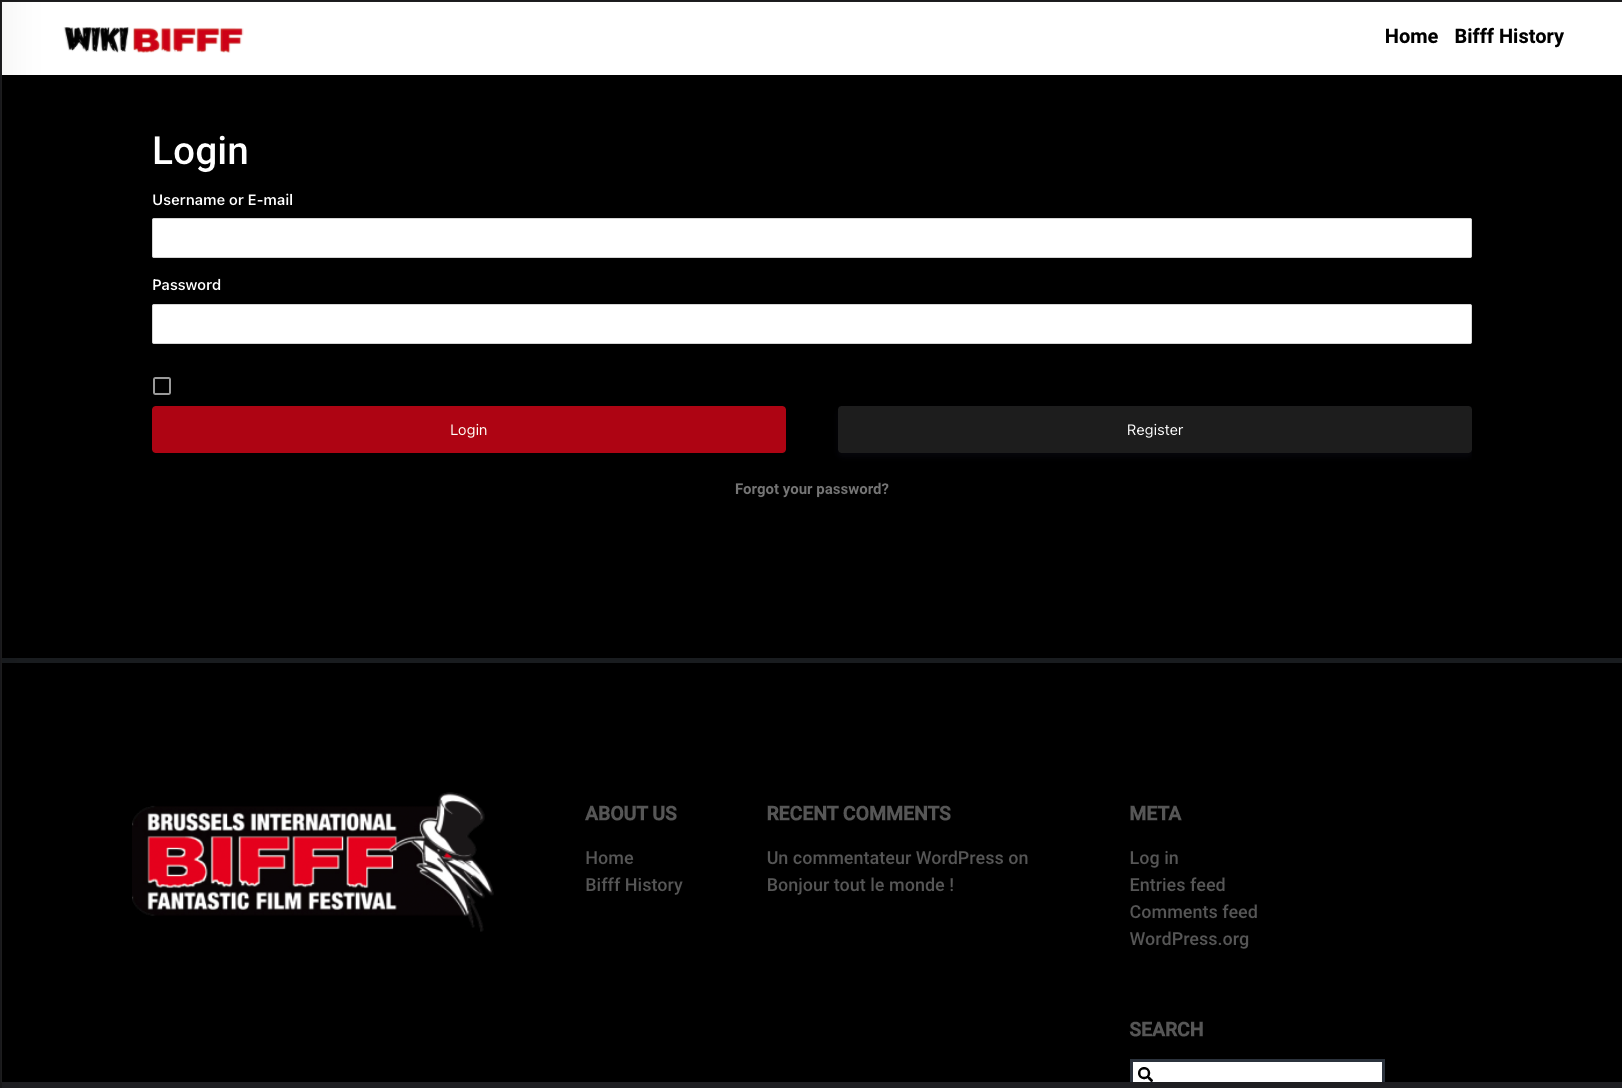 WIKI BIFFF
Home Bifff History
Login
Username or E-mail
Password
Login
Register
Forgot your password?
BRUSSELS INTERNATIONAL
BIFFF
FANTASTIC FILM FESTIVAL
ABOUT US
Home
Bifff History
RECENT COMMENTS
Un commentateur WordPress on
Bonjour tout le monde !
META
Log in
Entries feed
Comments feed
WordPress.org
SEARCH